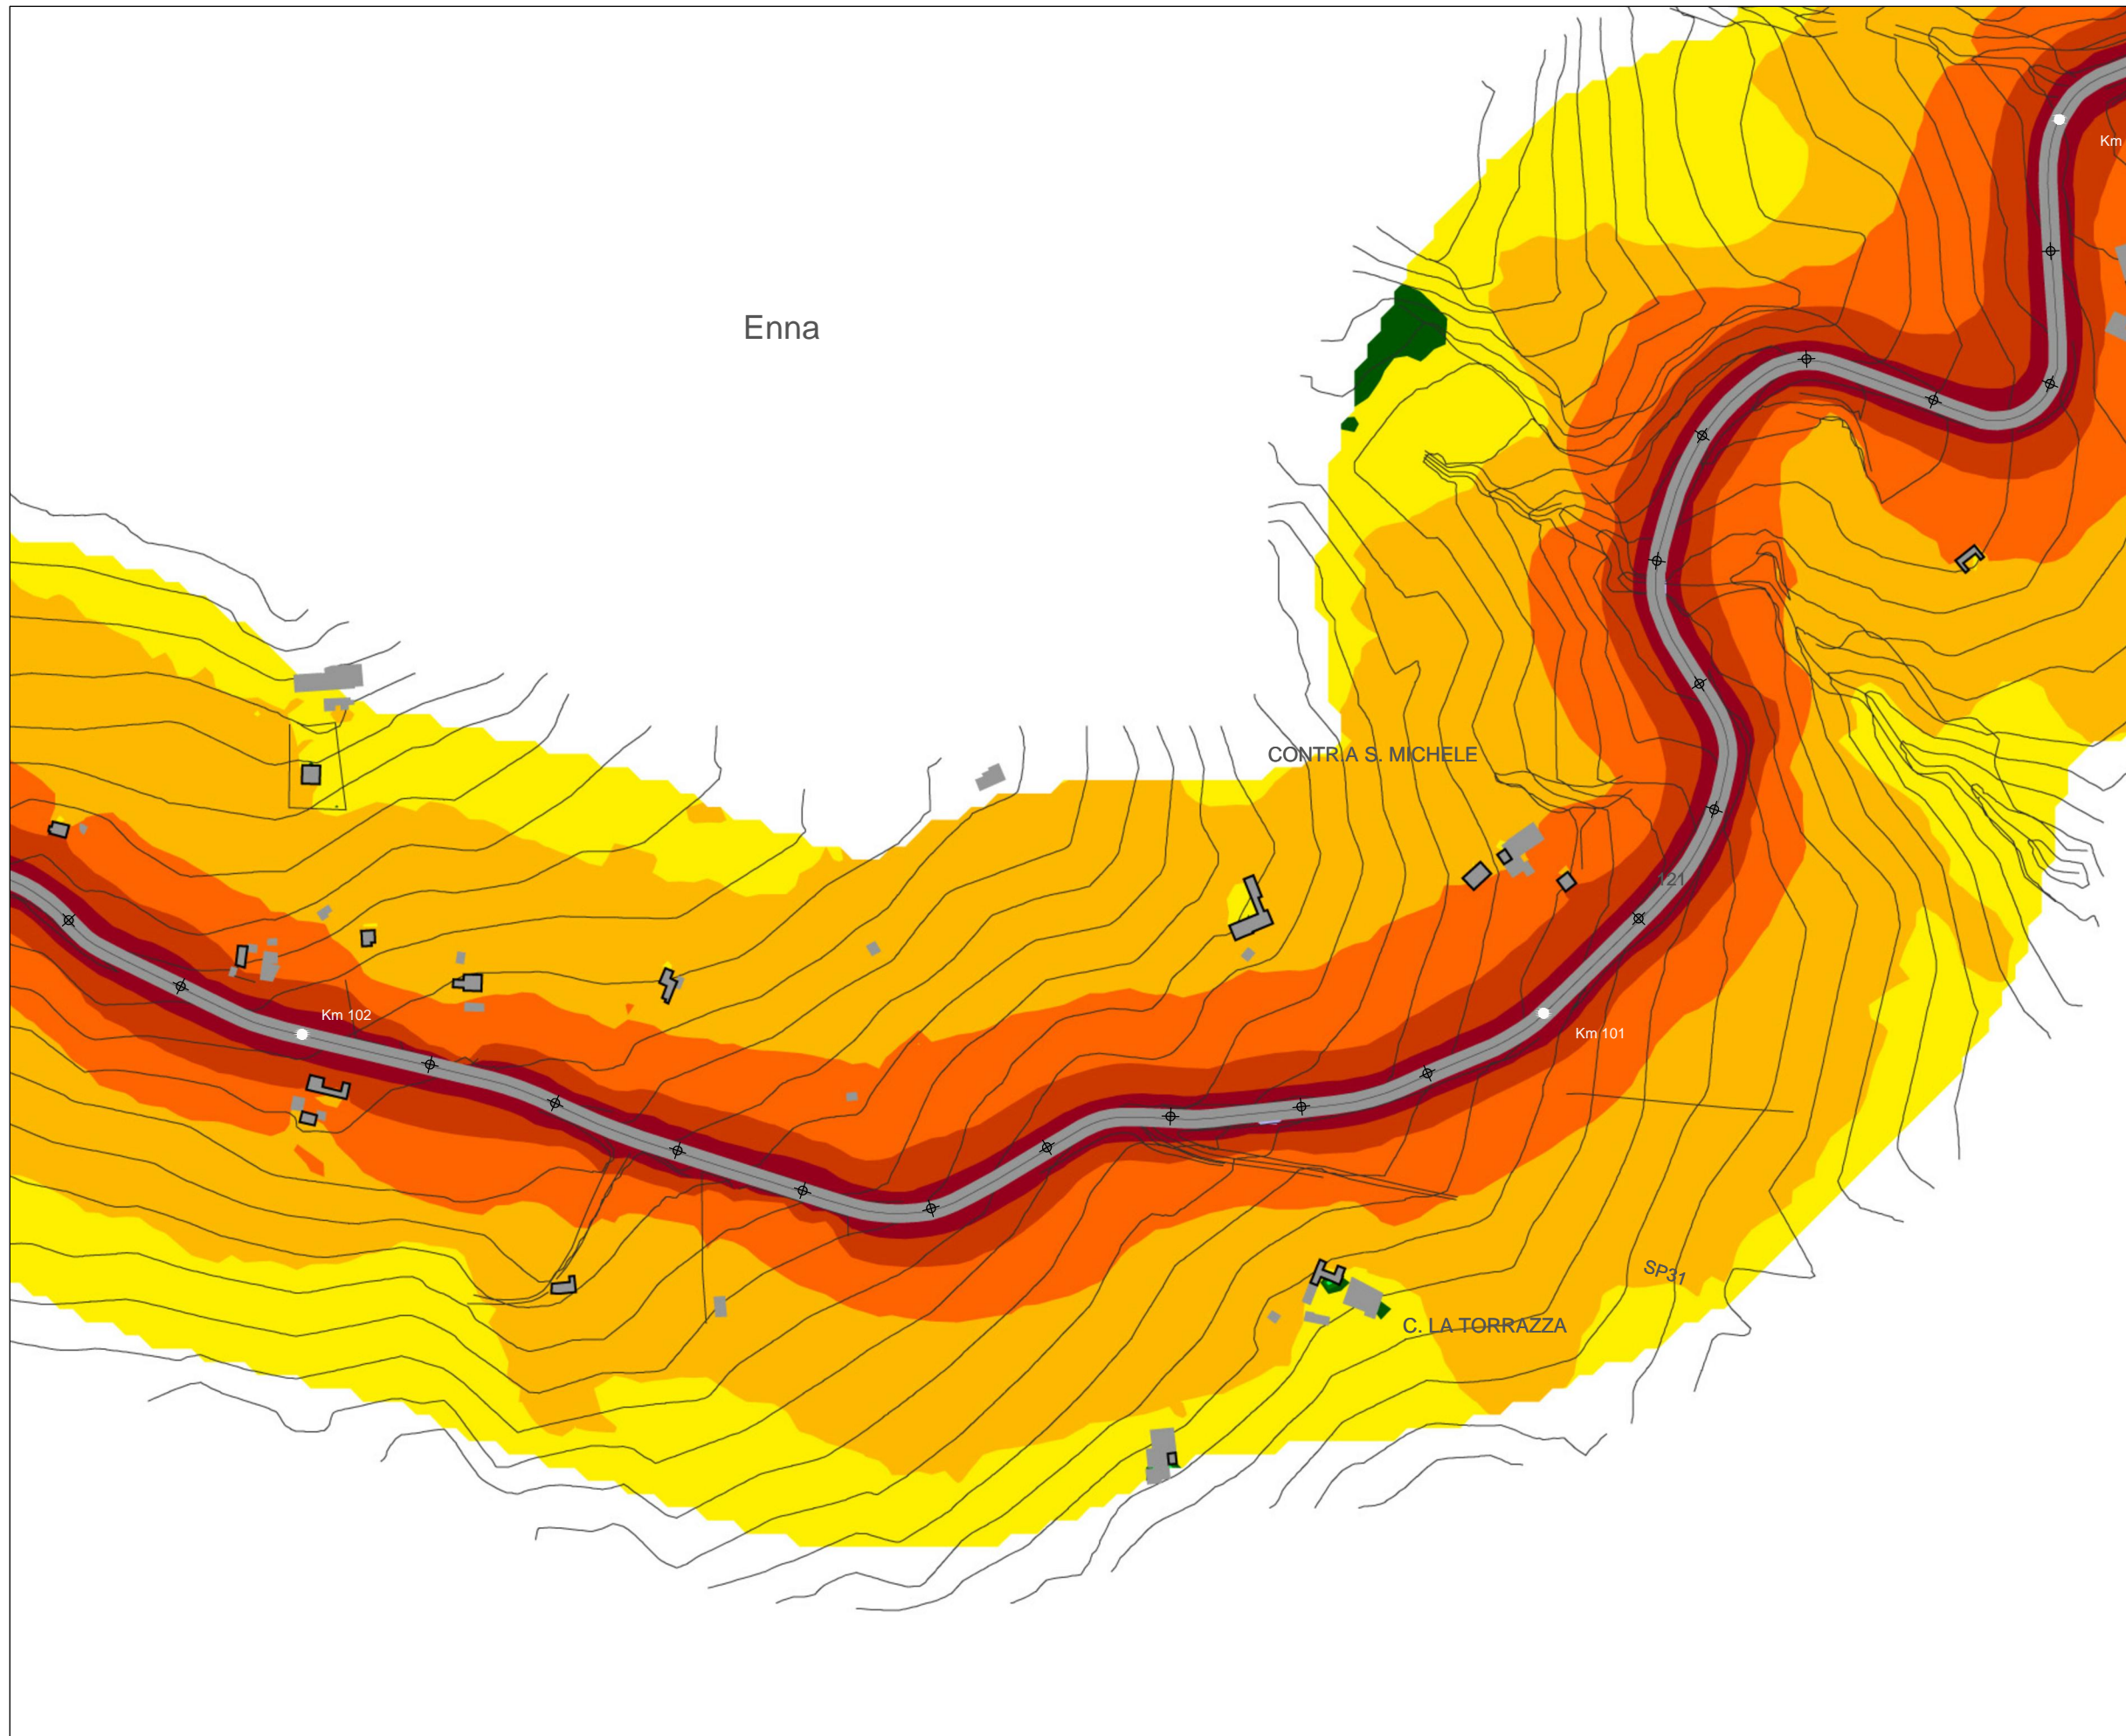 Km
Enna
CONTR.A S. MICHELE
121
Km 102
Km 101
SP31
C. LA TORRAZZA